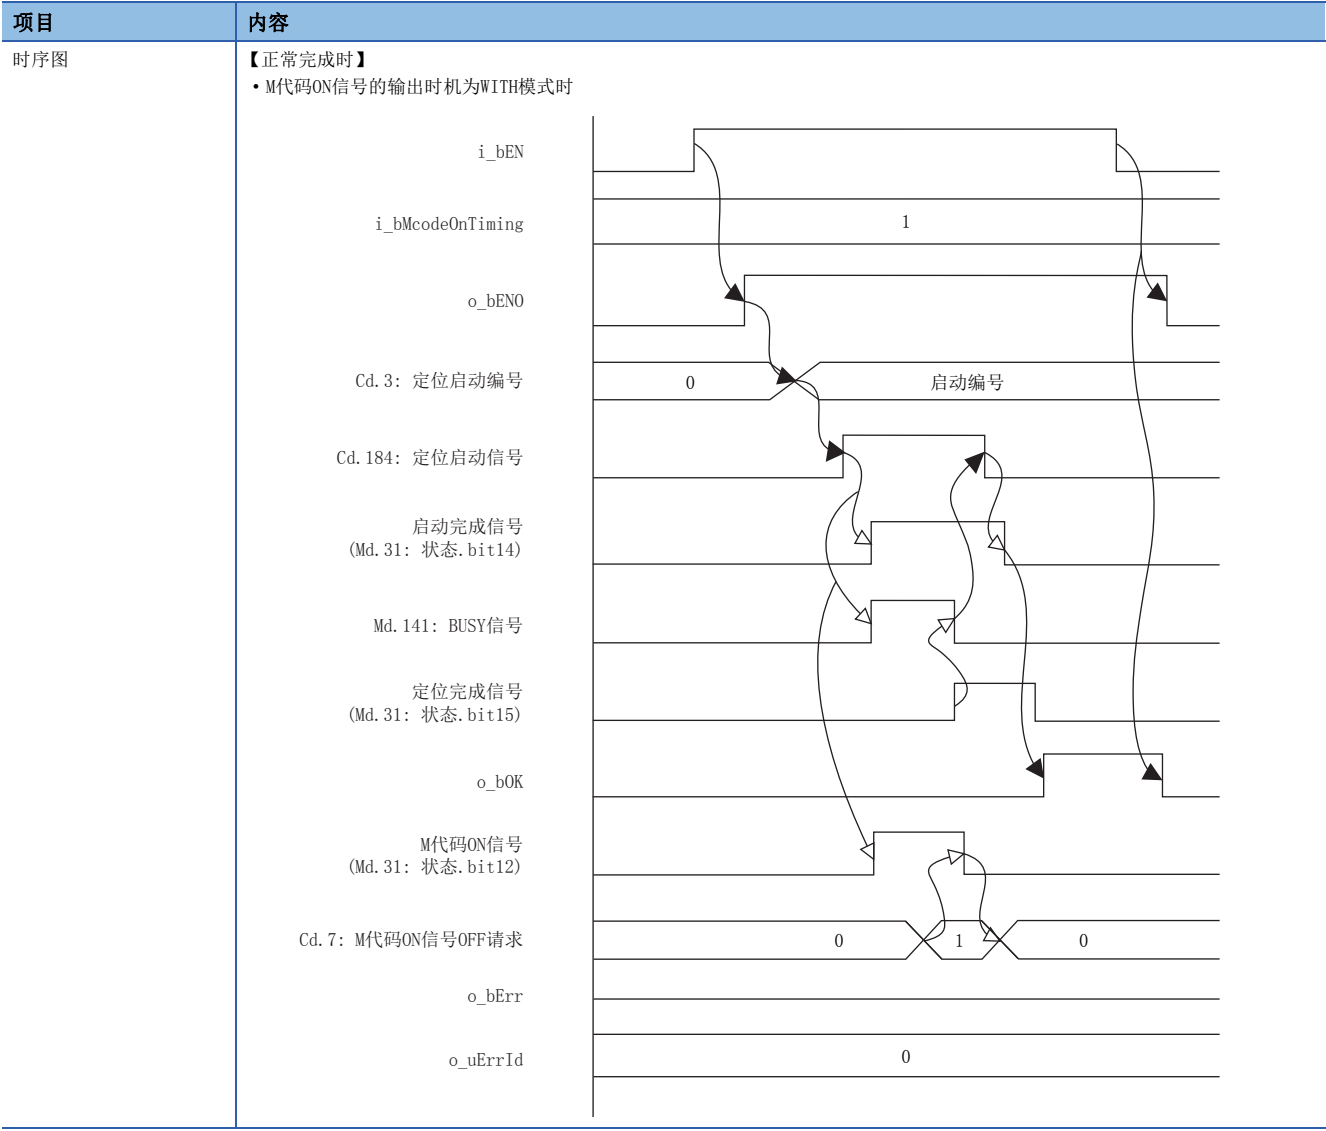 项目
内容
时序图
【正常完成时】
•M代码ON信号的输出时机为WITH模式时
i_bEN
i_bMcodeOnTiming
1
o_bENO
Cd.3: 定位启动编号
0
启动编号
Cd.184: 定位启动信号
启动完成信号
(Md.31: 状态.bit14)
Md.141: BUSY信号
定位完成信号
(Md.31: 状态.bit15)
o_bOK
M代码ON信号
(Md.31: 状态.bit12)
Cd.7: M代码ON信号OFF请求
0
1
0
o_bErr
o_uErrId
0